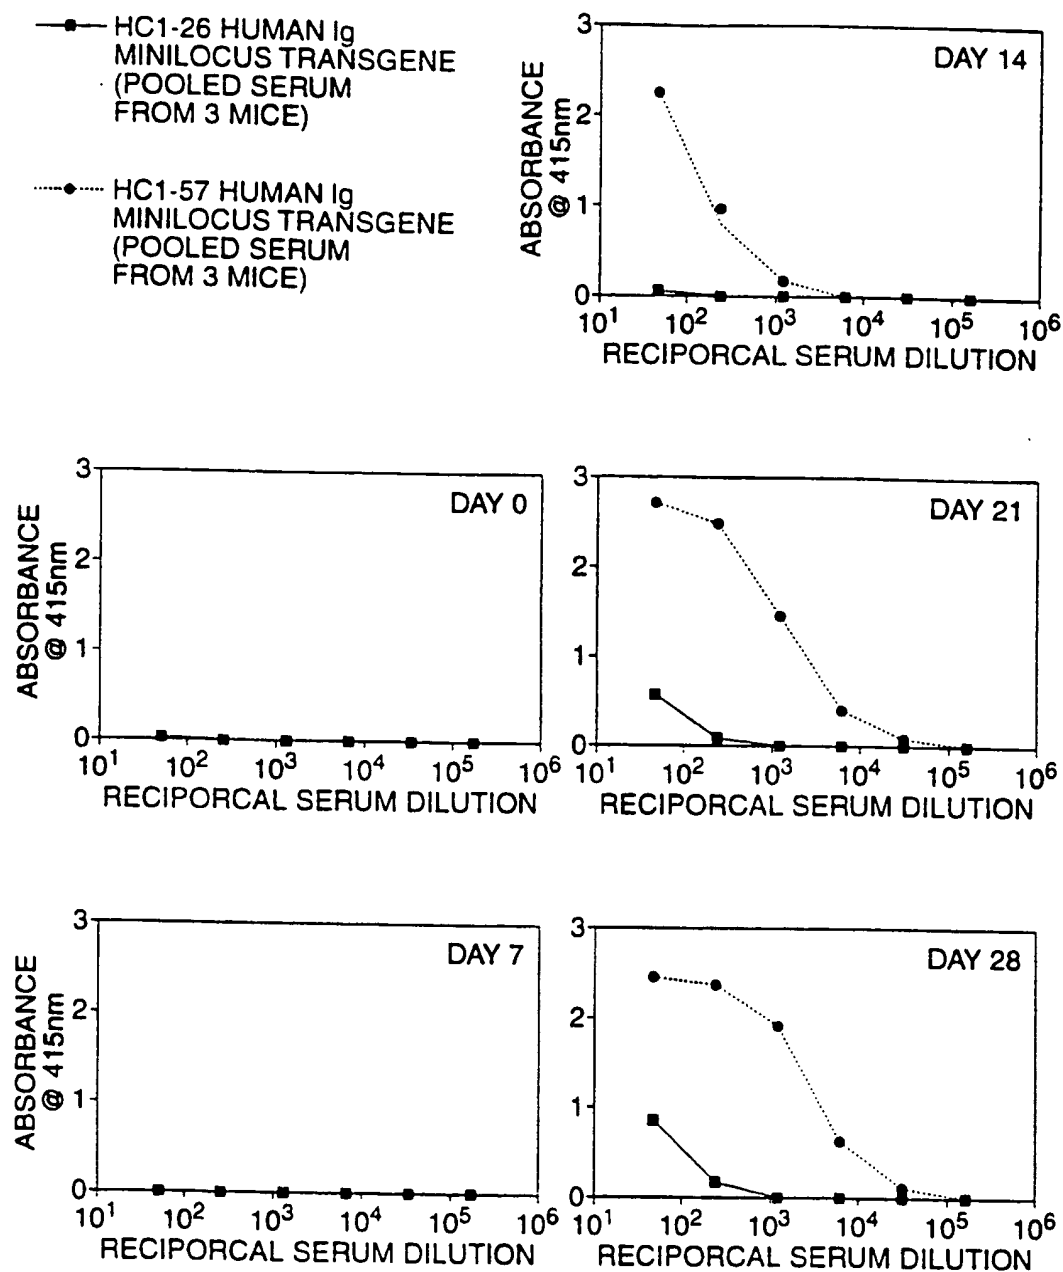 HC1-26 HUMAN Ig
MINILOCUS TRANSGENE
(POOLED SERUM
FROM 3 MICE)
HC1-57 HUMAN Ig
MINILOCUS TRANSGENE
(POOLED SERUM
FROM 3 MICE)
DAY 14
ABSORBANCE
@ 415nm
3
2
1
0
10¹ 10² 10³ 10⁴ 10⁵ 10⁶
RECIPORCAL SERUM DILUTION
DAY 0
ABSORBANCE
@ 415nm
3
2
1
0
10¹ 10² 10³ 10⁴ 10⁵ 10⁶
RECIPORCAL SERUM DILUTION
DAY 21
3
2
1
0
10¹ 10² 10³ 10⁴ 10⁵ 10⁶
RECIPORCAL SERUM DILUTION
DAY 7
ABSORBANCE
@ 415nm
3
2
1
0
10¹ 10² 10³ 10⁴ 10⁵ 10⁶
RECIPORCAL SERUM DILUTION
DAY 28
3
2
1
0
10¹ 10² 10³ 10⁴ 10⁵ 10⁶
RECIPORCAL SERUM DILUTION